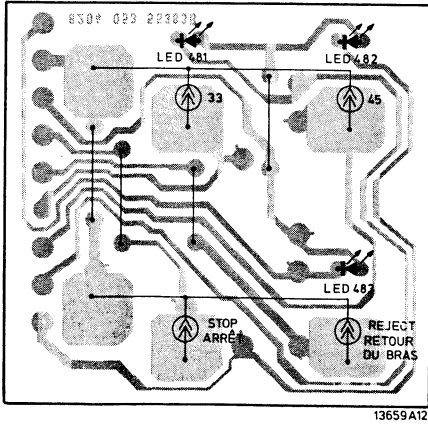 LED 481
LED 482
33
45
LED 483
STOP
ARRÊT
REJECT
RETOUR
DU BRAS
13659A12